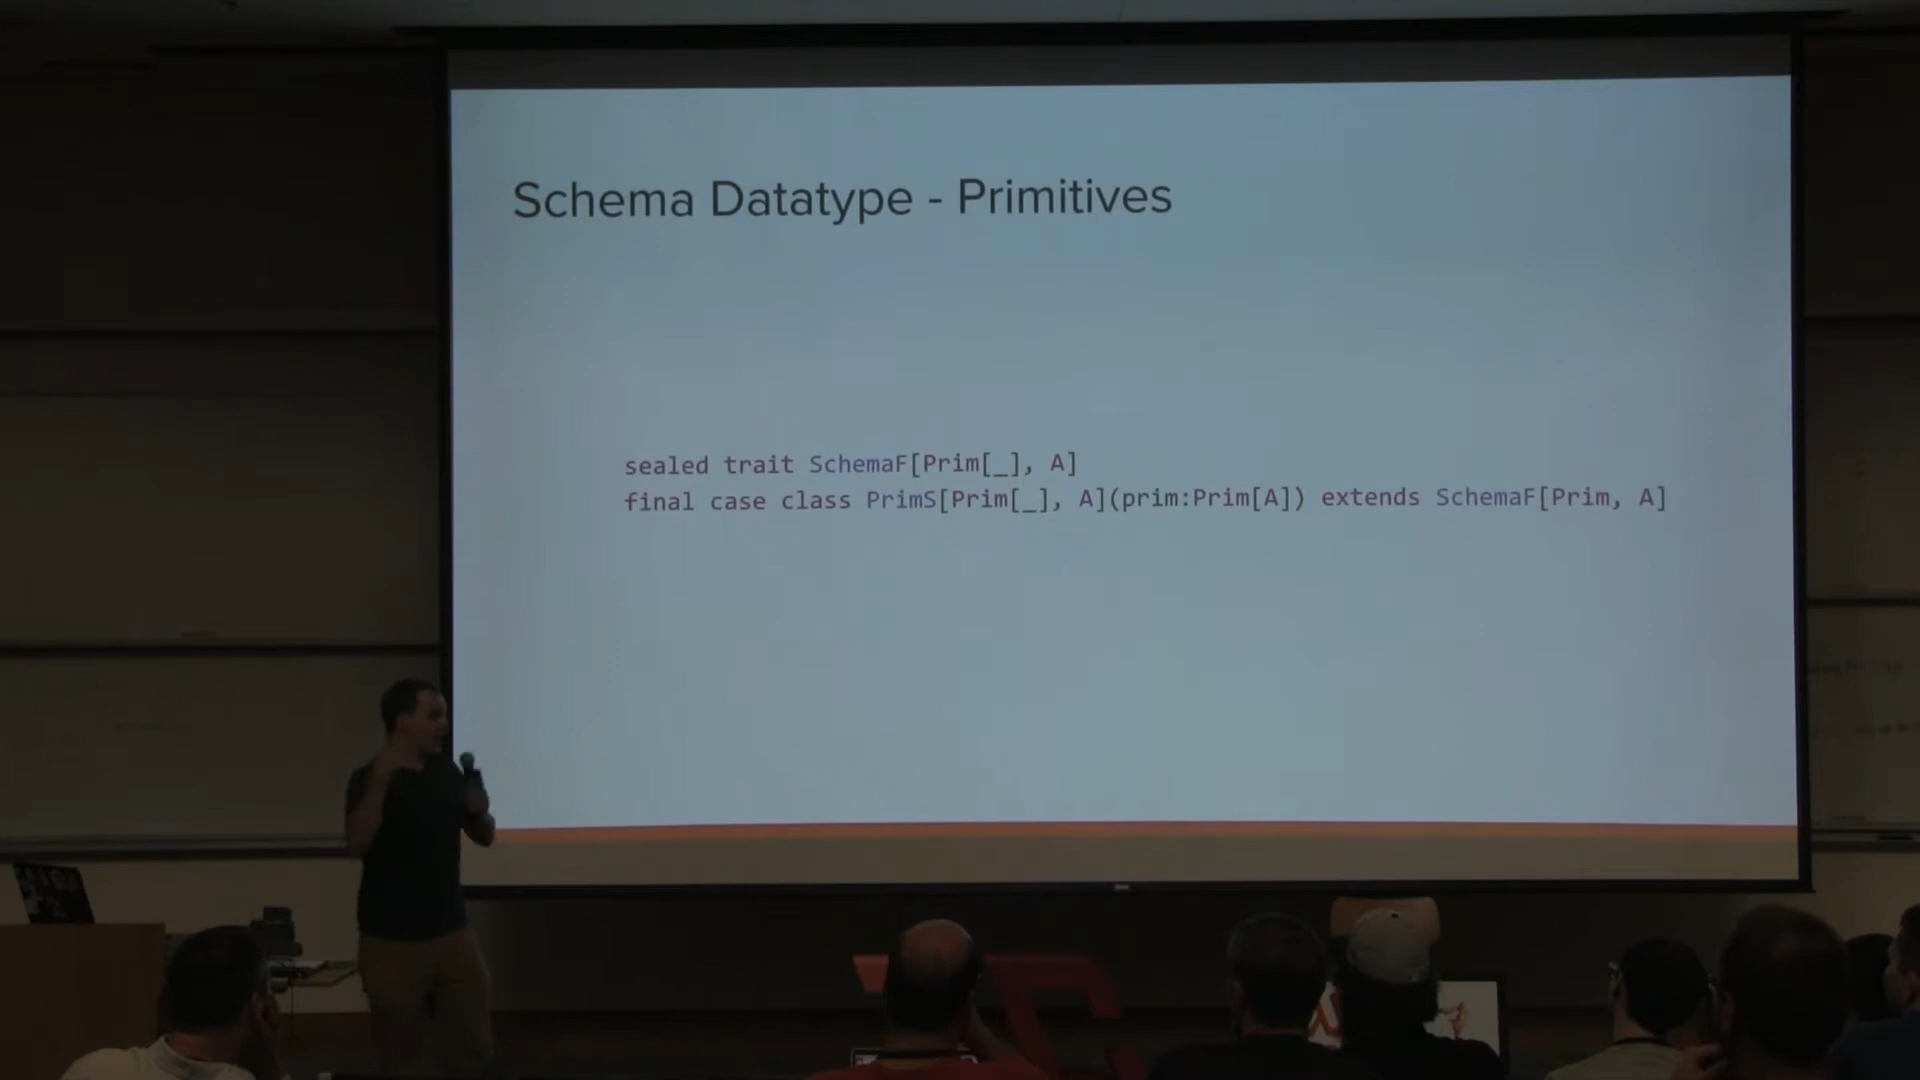 Schema Datatype - Primitives
sealed trait SchemaF[Prim[_], A]
final case class PrimS[Prim[_], A](prim:Prim[A]) extends SchemaF[Prim, A]